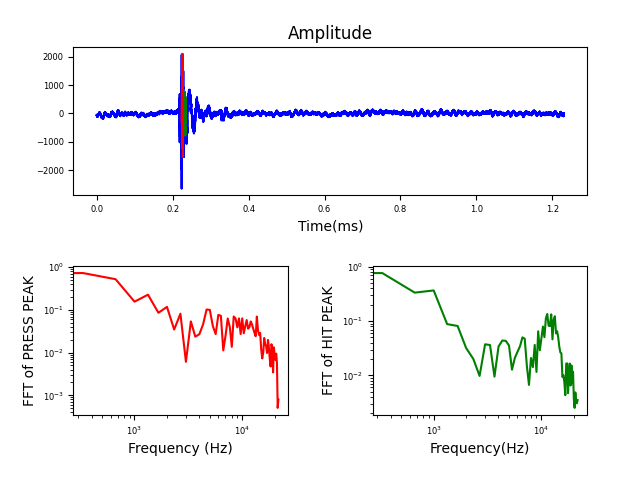 Amplitude
2000
1000
0
−1000
−2000
0.0 0.2 0.4 0.6 0.8 1.0 1.2
Time(ms)
FFT of PRESS PEAK
10⁰
10⁻¹
10⁻²
10⁻³
10³ 10⁴
Frequency (Hz)
FFT of HIT PEAK
10⁰
10⁻¹
10⁻²
10³ 10⁴
Frequency(Hz)